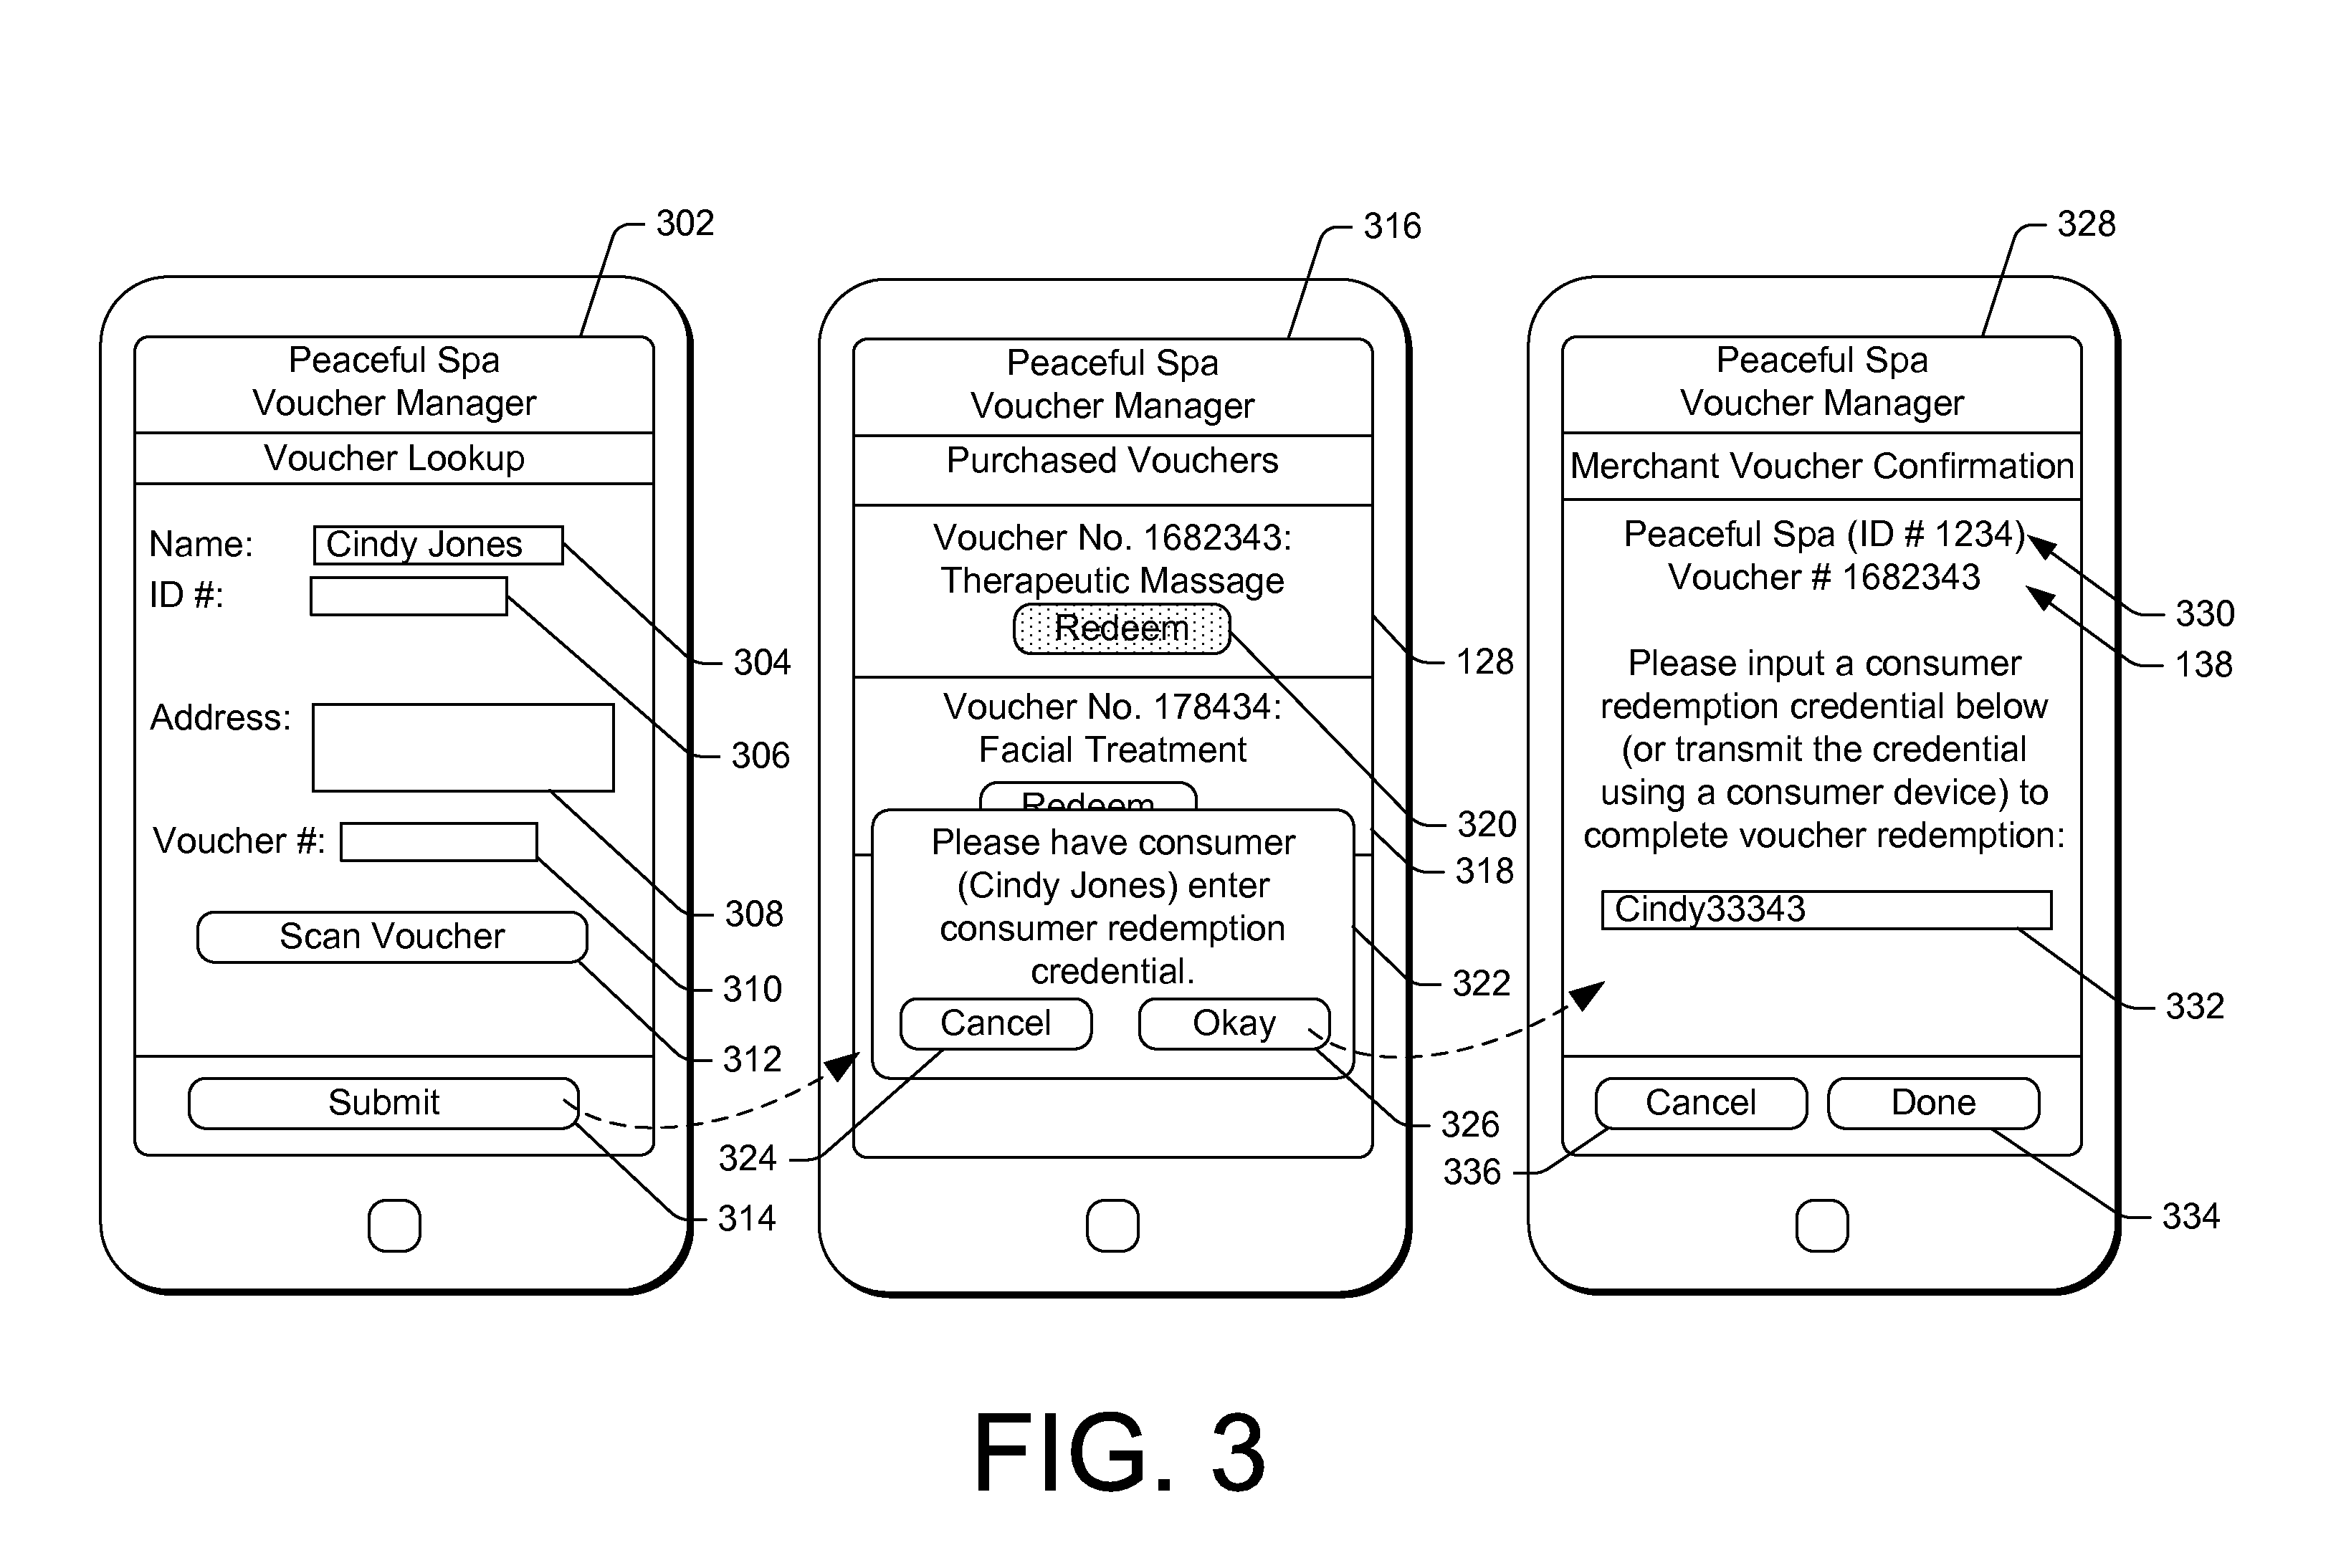 302
Peaceful Spa
Voucher Manager
Voucher Lookup
Name: Cindy Jones
ID #:
304
306
Address:
308
Voucher #:
310
Scan Voucher
312
Submit
314
316
Peaceful Spa
Voucher Manager
Purchased Vouchers
Voucher No. 1682343:
Therapeutic Massage
Redeem
128
Voucher No. 178434:
Facial Treatment
Redeem
320
318
Please have consumer
(Cindy Jones) enter
consumer redemption
credential.
322
Cancel Okay
324
326
328
Peaceful Spa
Voucher Manager
Merchant Voucher Confirmation
Peaceful Spa (ID # 1234)
Voucher # 1682343
330
138
Please input a consumer
redemption credential below
(or transmit the credential
using a consumer device) to
complete voucher redemption:
Cindy33343
332
Cancel Done
336
334
FIG. 3